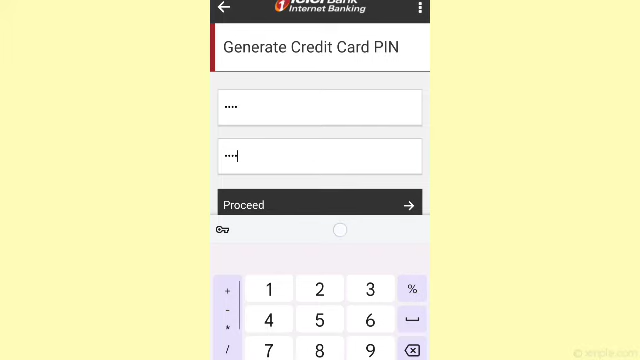 ICICI Bank
Internet Banking
Generate Credit Card PIN
••••
••••
Proceed
+ 1 2 3 %
-
* 4 5 6
/ 7 8 9